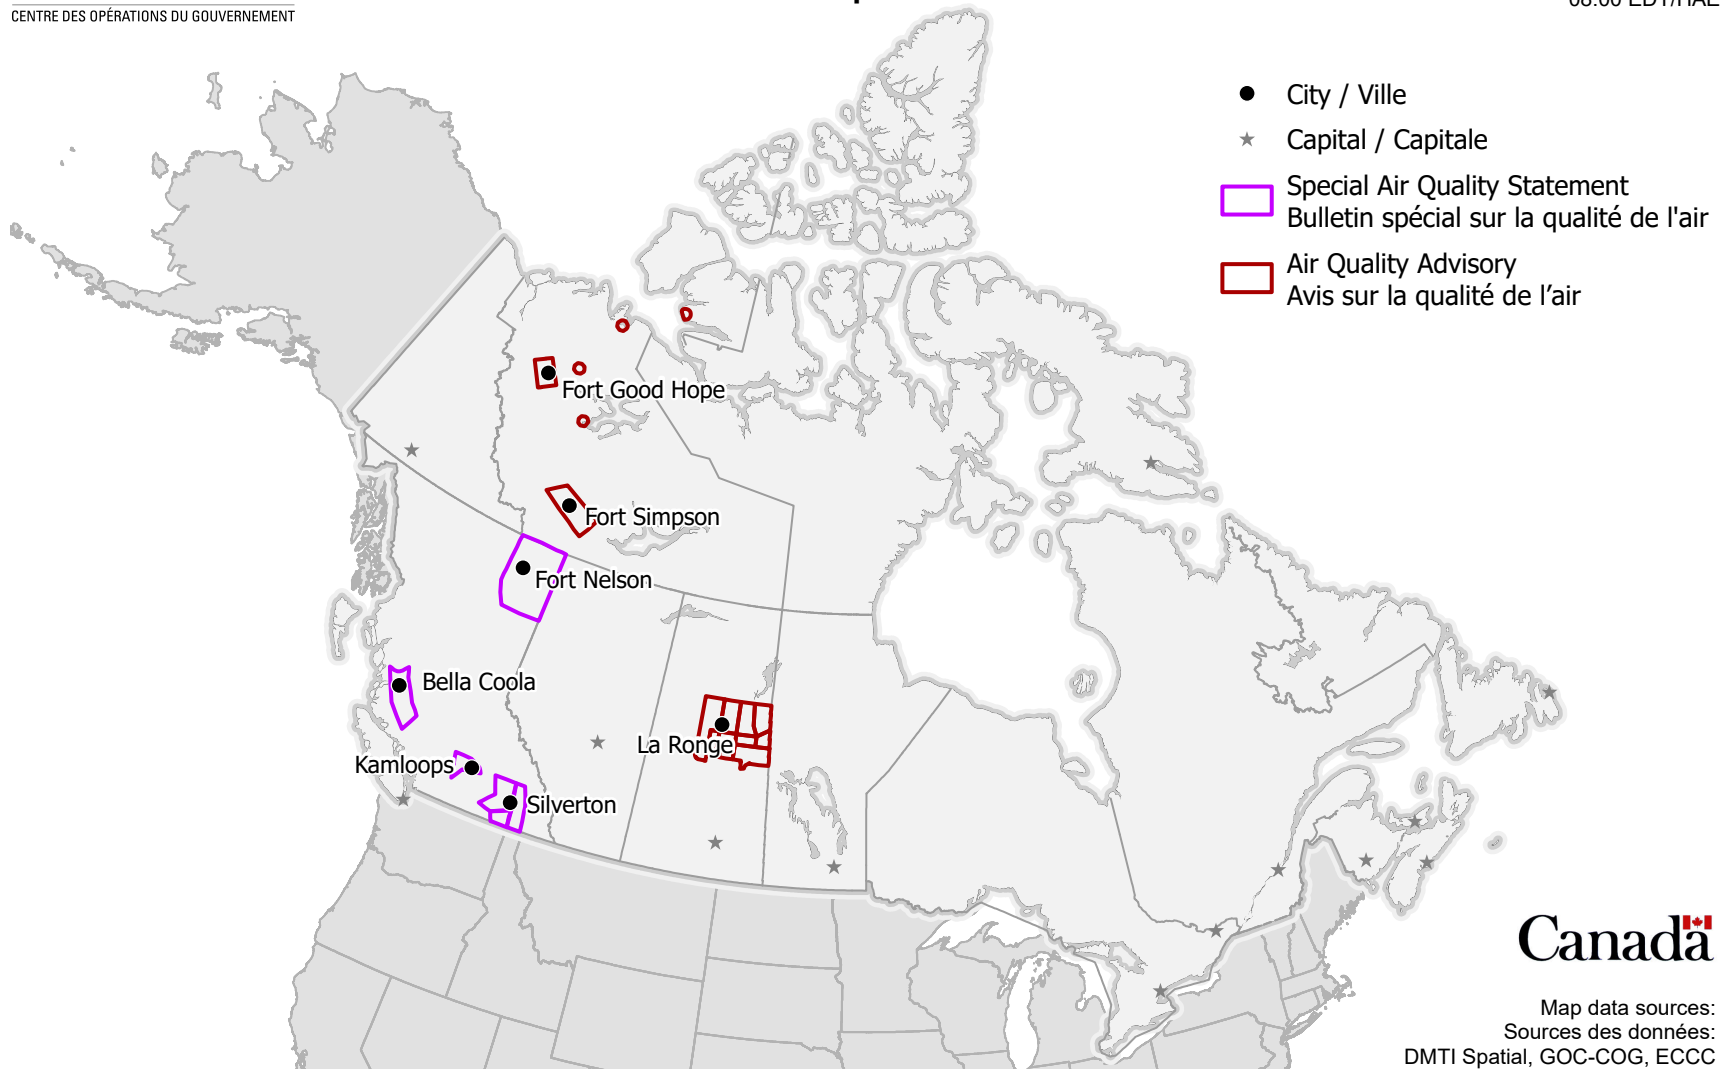 CENTRE DES OPÉRATIONS DU GOUVERNEMENT
City / Ville
Capital / Capitale
Special Air Quality Statement
Bulletin spécial sur la qualité de l'air
Air Quality Advisory
Avis sur la qualité de l’air
Fort Good Hope
Fort Simpson
Fort Nelson
Bella Coola
La Ronge
Kamloops
Silverton
Canada
Map data sources:
Sources des données:
DMTI Spatial, GOC-COG, ECCC